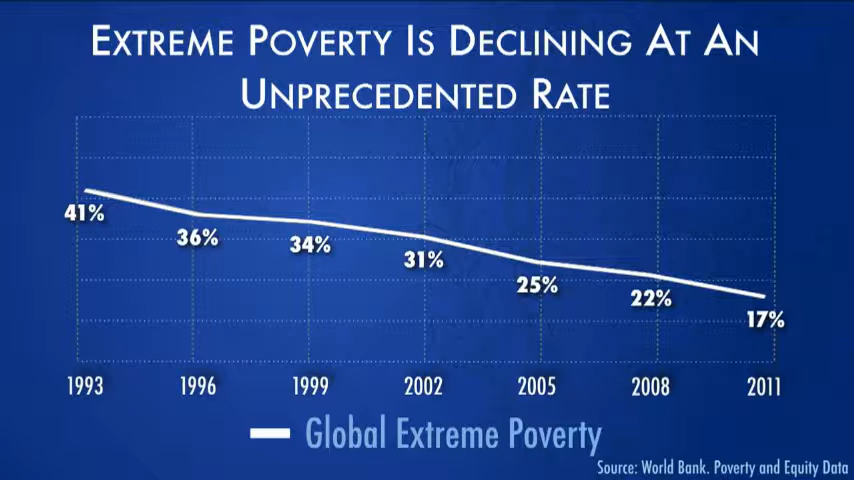 EXTREME POVERTY IS DECLINING AT AN
UNPRECEDENTED RATE
41%
36%
34%
31%
25%
22%
17%
1993 1996 1999 2002 2005 2008 2011
Global Extreme Poverty
Source: World Bank. Poverty and Equity Data